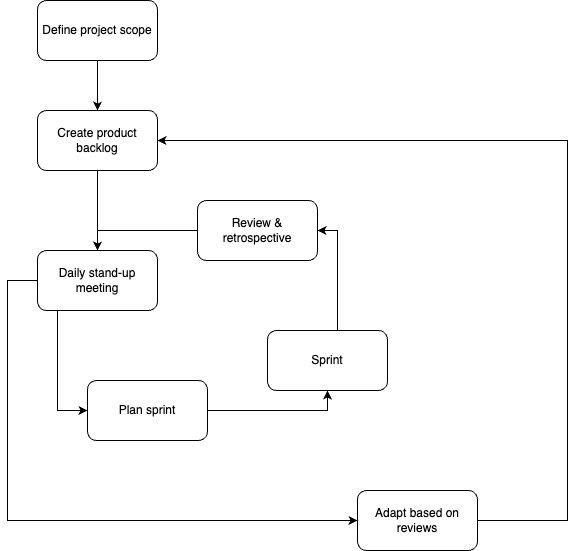 Define project scope
Create product
backlog
Review &
retrospective
Daily stand-up
meeting
Sprint
Plan sprint
Adapt based on
reviews